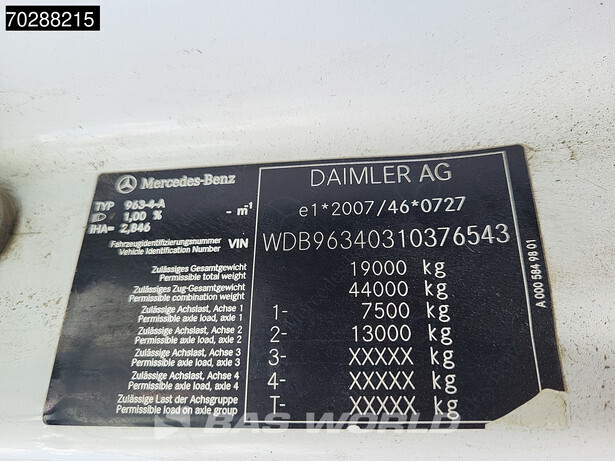 70288215
Mercedes-Benz
DAIMLER AG
TYP 963-4-A
1,00 % - m⁻¹
IHA= 2,846
e1*2007/46*0727
Fahrzeugidentifizierungsnummer
Vehicle Identification Number VIN WDB96340310376543
Zulässiges Gesamtgewicht
Permissible total weight 19000 kg
Zulässiges Zug-Gesamtgewicht
Permissible combination weight 44000 kg
Zulässige Achslast, Achse 1
Permissible axle load, axle 1 1- 7500 kg
Zulässige Achslast, Achse 2
Permissible axle load, axle 2 2- 13000 kg
Zulässige Achslast, Achse 3
Permissible axle load, axle 3 3- XXXXX kg
Zulässige Achslast, Achse 4
Permissible axle load, axle 4 4- XXXXX kg
Zulässige Last der Achsgruppe
Permissible load on axle group T- XXXXX kg
A 000 584 98 01
BAS WORLD